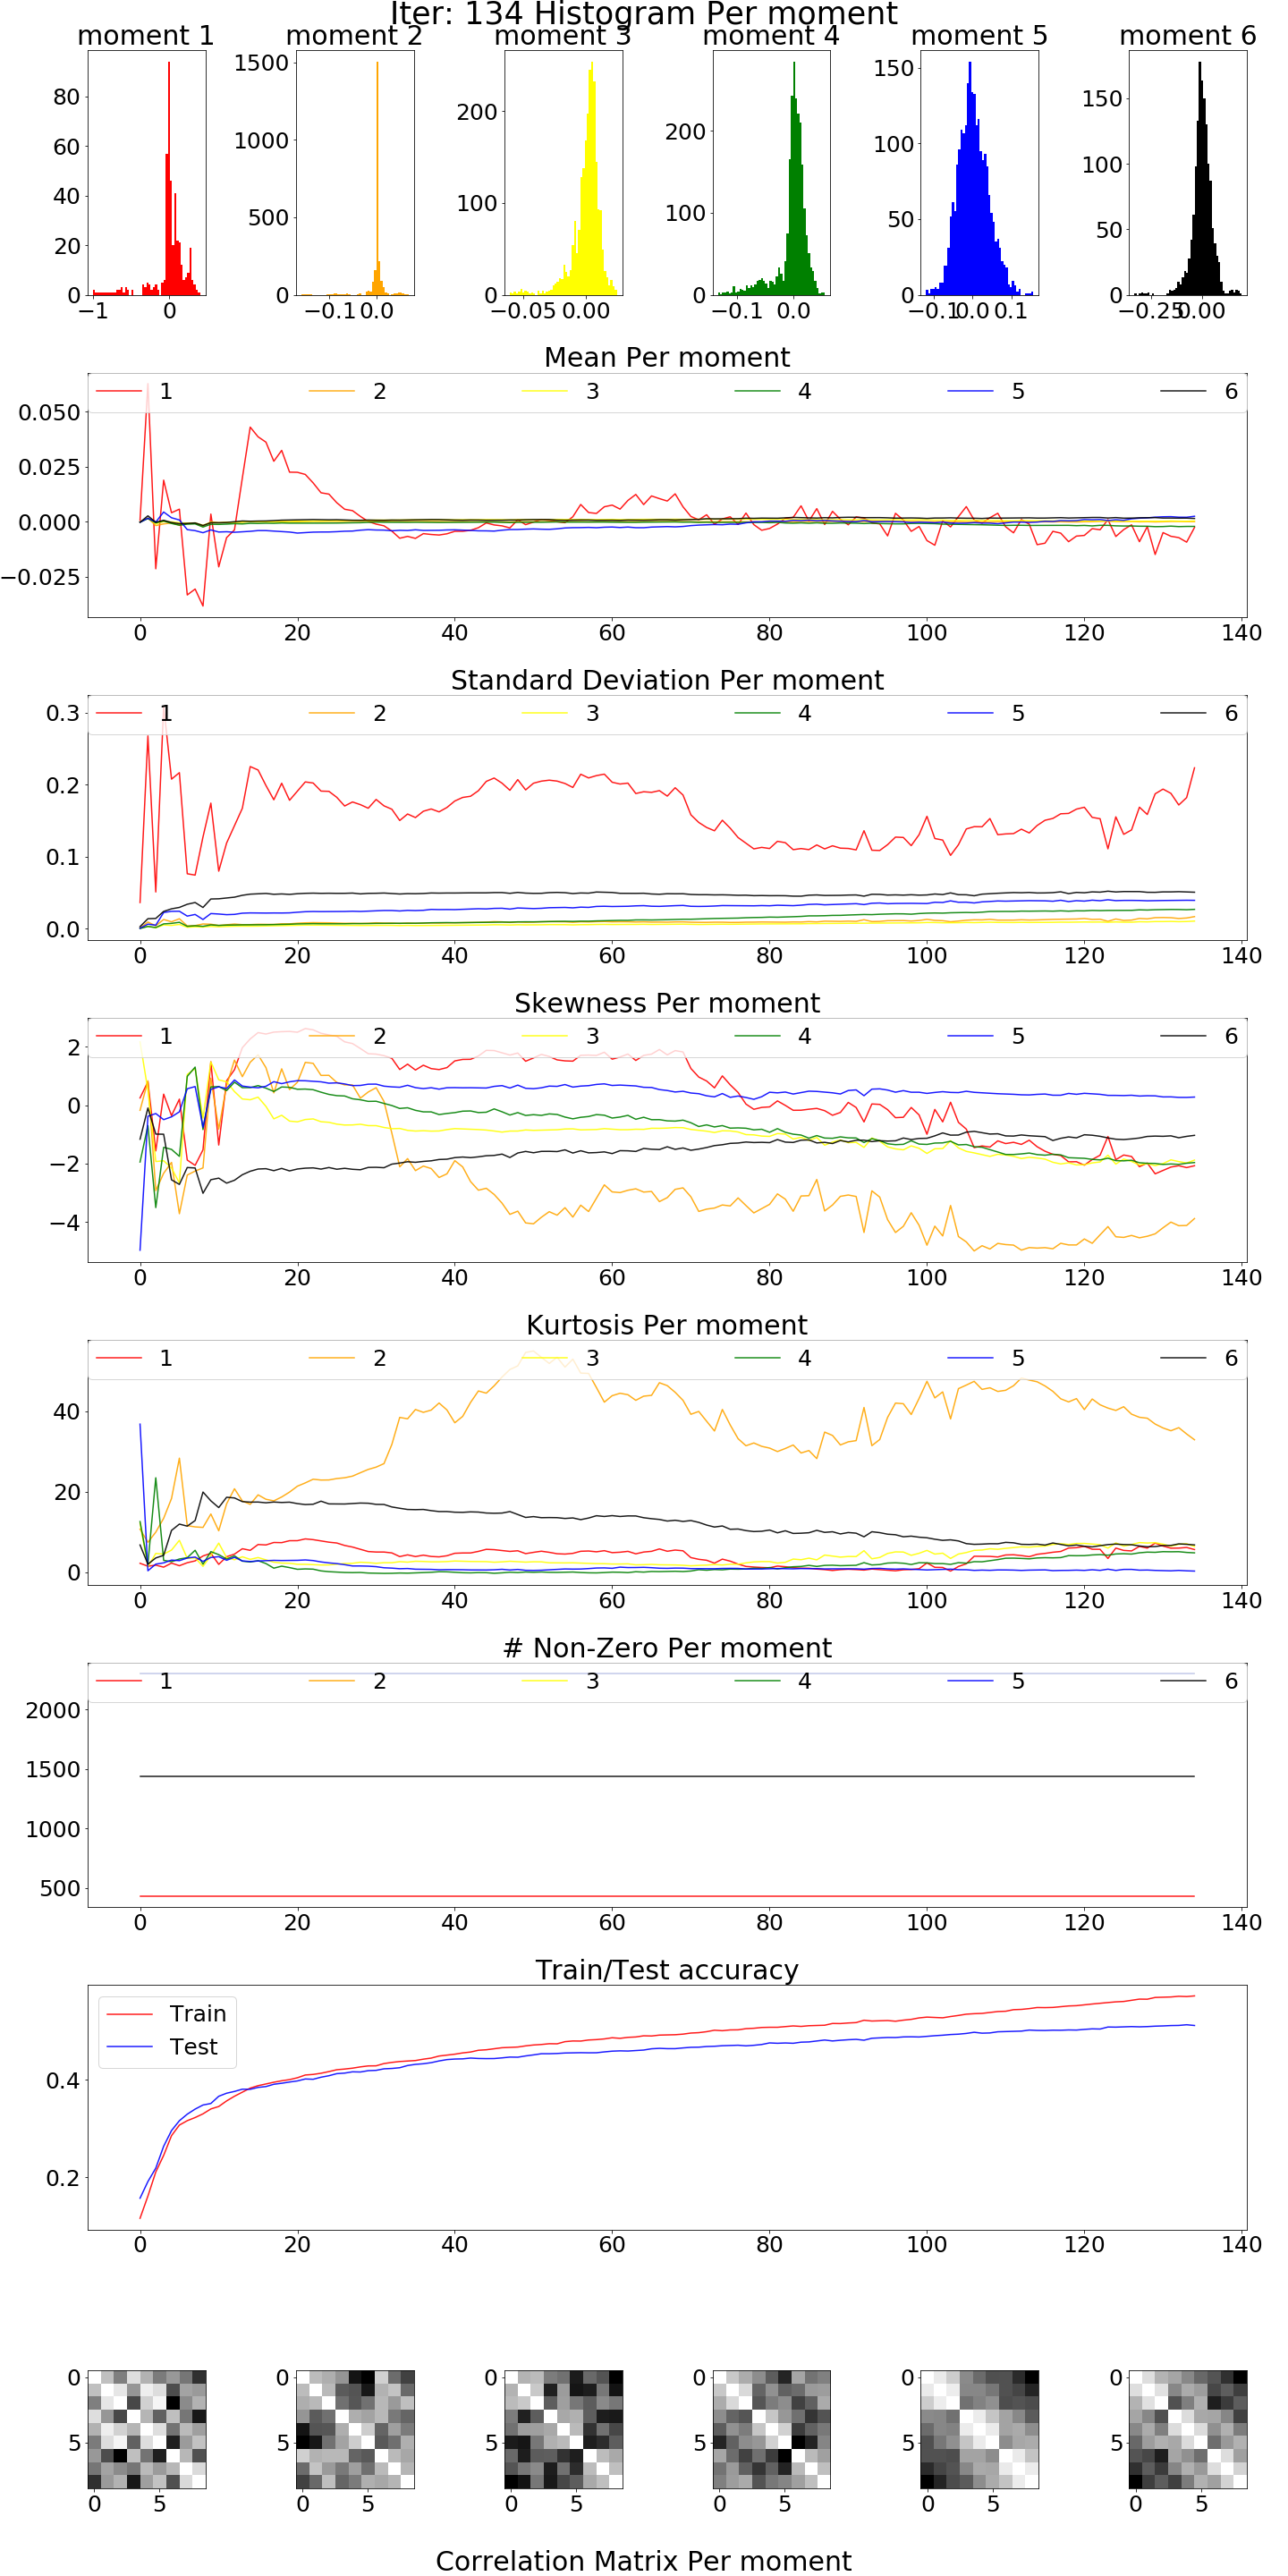 Iter: 134 Histogram Per moment
moment 1 moment 2 moment 3 moment 4 moment 5 moment 6
80 60 40 20 0
−1 0
1500 1000 500 0
−0.1 0.0
200 100 0
−0.05 0.00
200 100 0
−0.1 0.0
150 100 50 0
−0.1 0.0 0.1
150 100 50 0
−0.25 0.00
Mean Per moment
1 2 3 4 5 6
0.050
0.025
0.000
−0.025
0 20 40 60 80 100 120 140
Standard Deviation Per moment
1 2 3 4 5 6
0.3
0.2
0.1
0.0
0 20 40 60 80 100 120 140
Skewness Per moment
1 2 3 4 5 6
2
0
−2
−4
0 20 40 60 80 100 120 140
Kurtosis Per moment
1 2 3 4 5 6
40
20
0
0 20 40 60 80 100 120 140
# Non-Zero Per moment
1 2 3 4 5 6
2000
1500
1000
500
0 20 40 60 80 100 120 140
Train/Test accuracy
Train
Test
0.4
0.2
0 20 40 60 80 100 120 140
0 0 0 0 0 0
5 5 5 5 5 5
0 5 0 5 0 5 0 5 0 5 0 5
Correlation Matrix Per moment